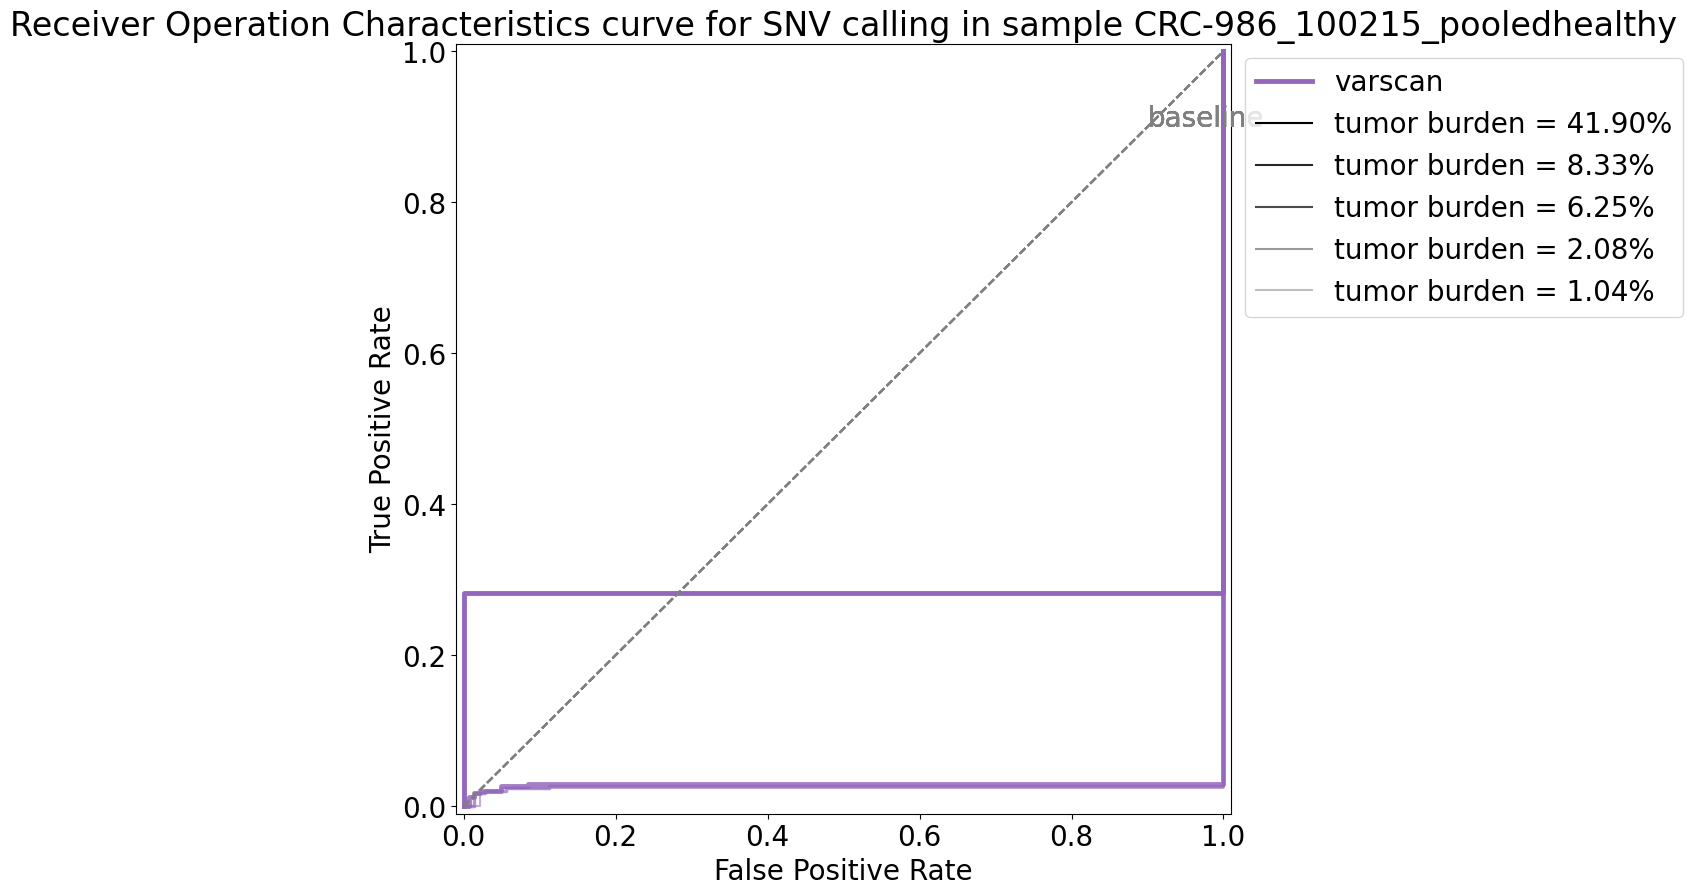 Receiver Operation Characteristics curve for SNV calling in sample CRC-986_100215_pooledhealthy
1.0
0.8
0.6
0.4
0.2
0.0
True Positive Rate
0.0 0.2 0.4 0.6 0.8 1.0
False Positive Rate
baseline
varscan
tumor burden = 41.90%
tumor burden = 8.33%
tumor burden = 6.25%
tumor burden = 2.08%
tumor burden = 1.04%